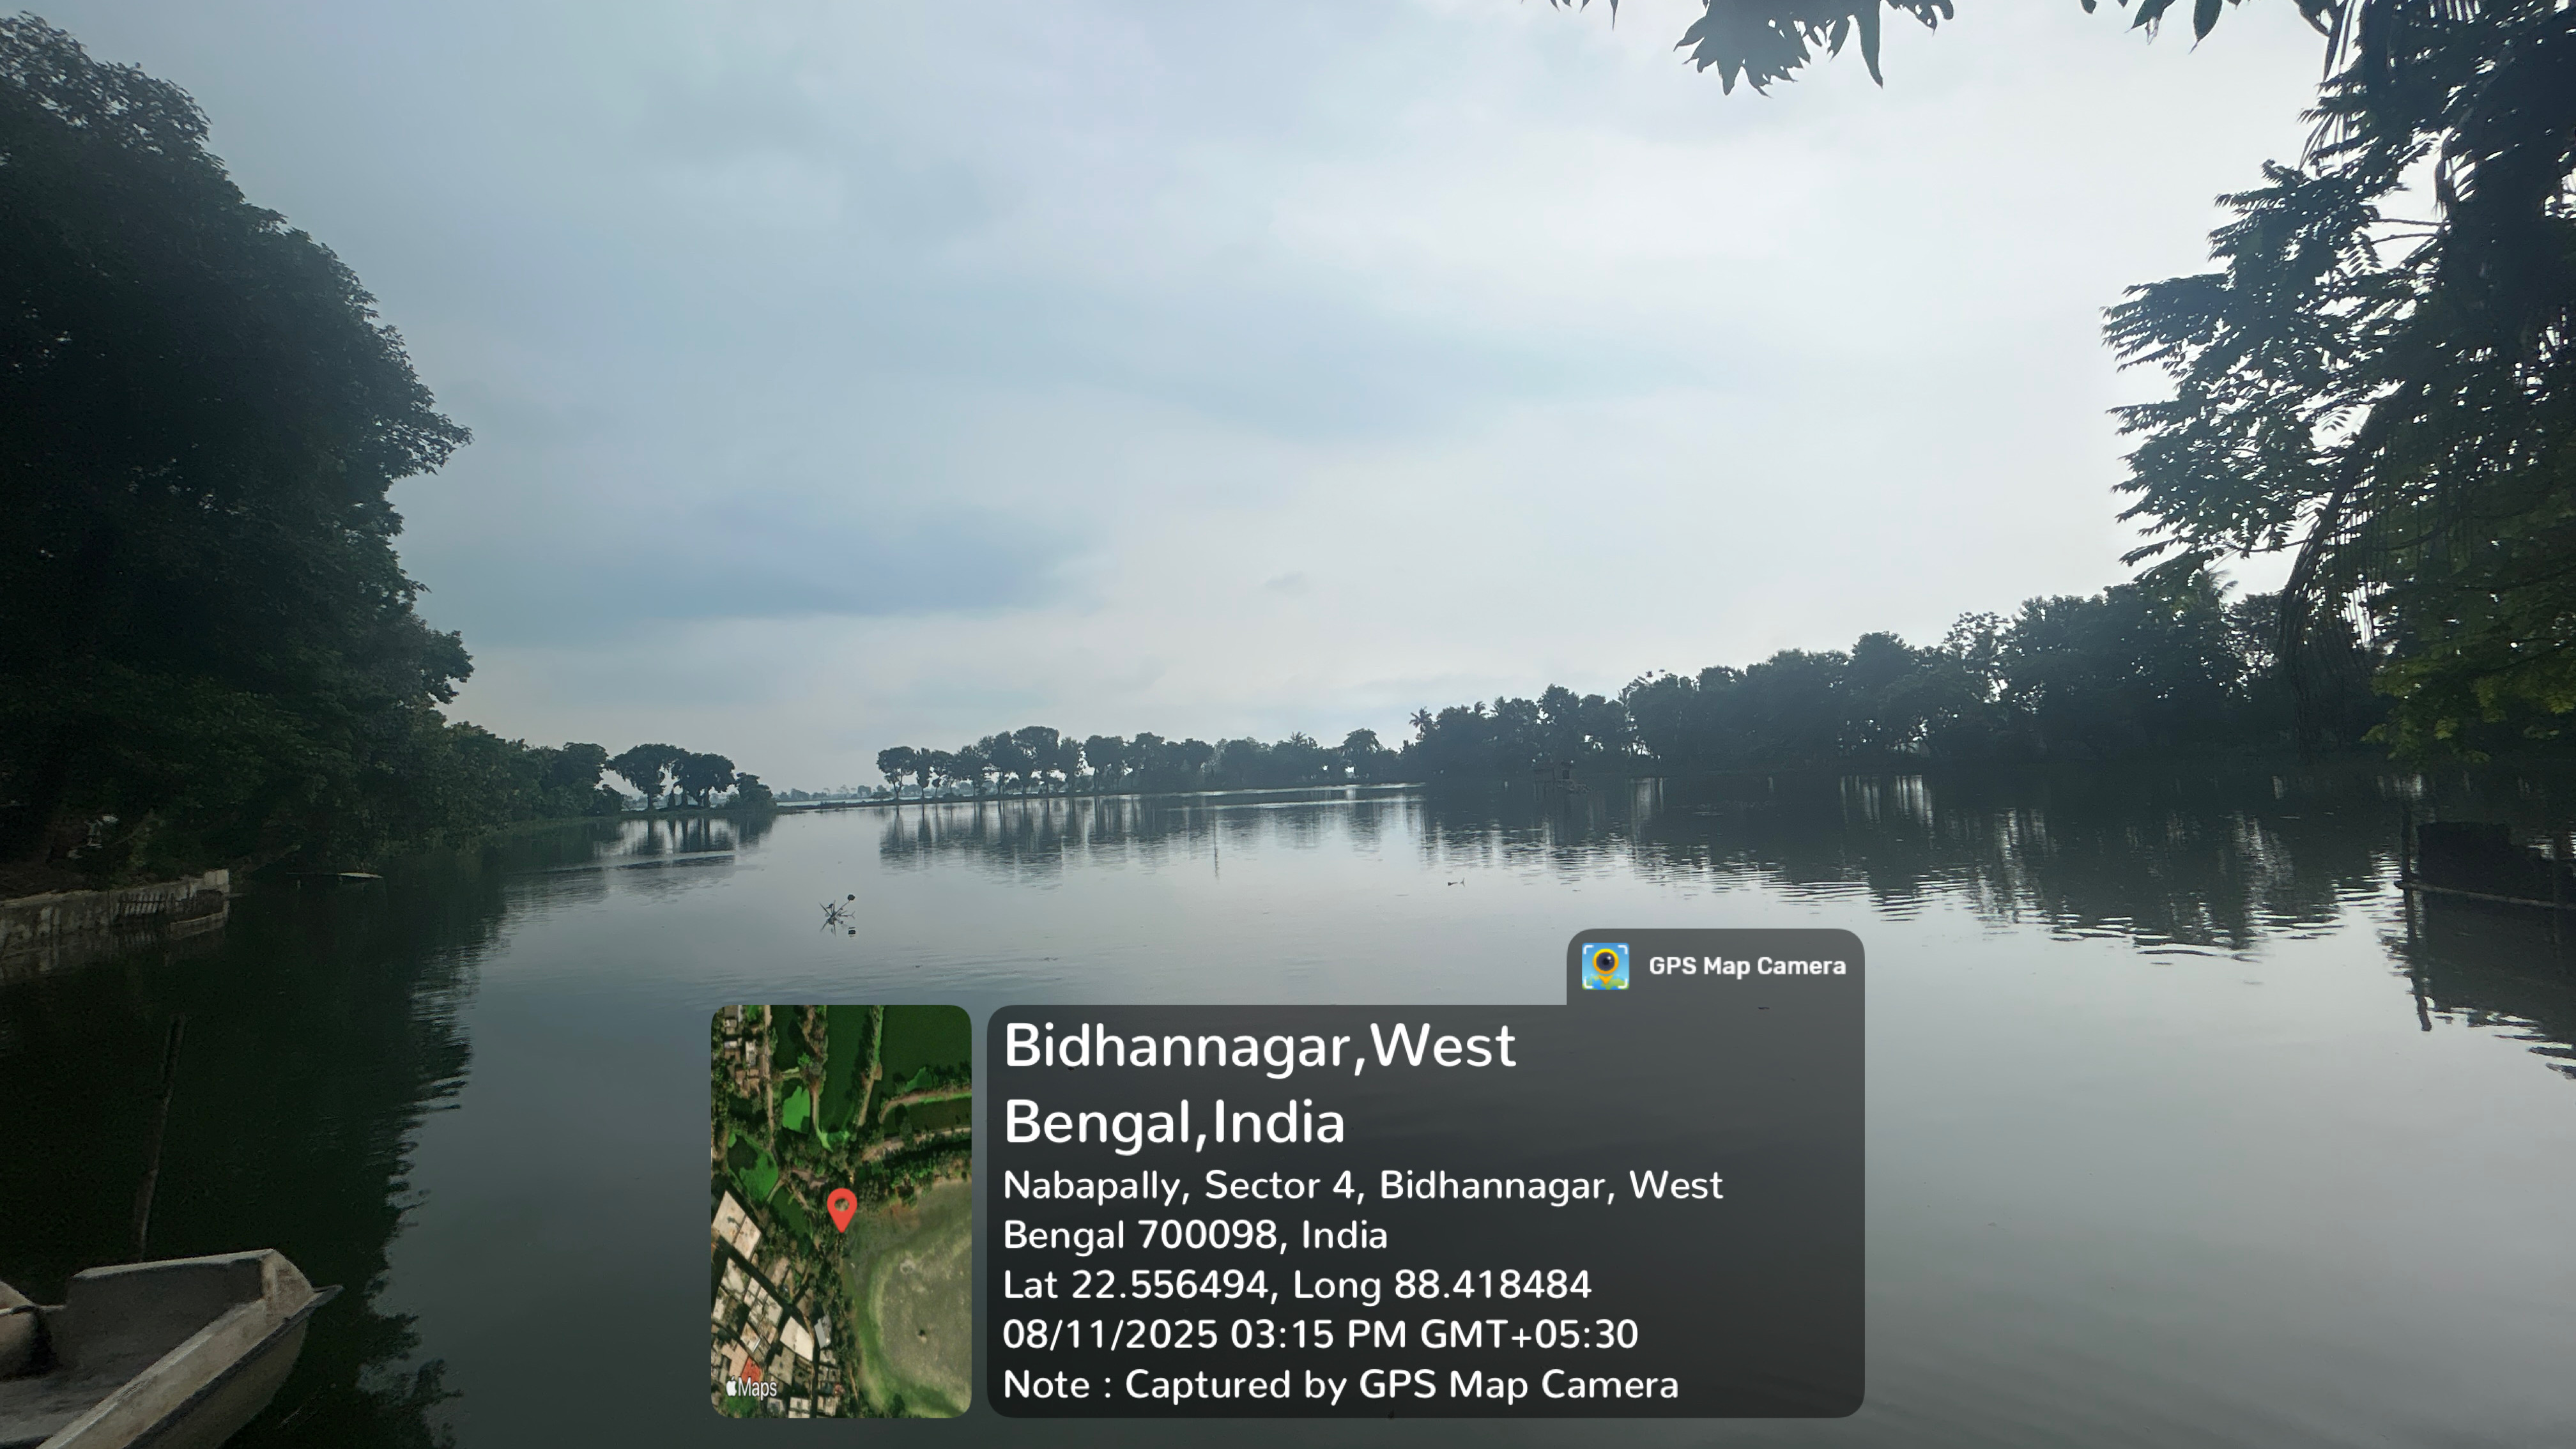 GPS Map Camera
Bidhannagar,West
Bengal,India
Nabapally, Sector 4, Bidhannagar, West
Bengal 700098, India
Lat 22.556494, Long 88.418484
08/11/2025 03:15 PM GMT+05:30
Note : Captured by GPS Map Camera
Maps